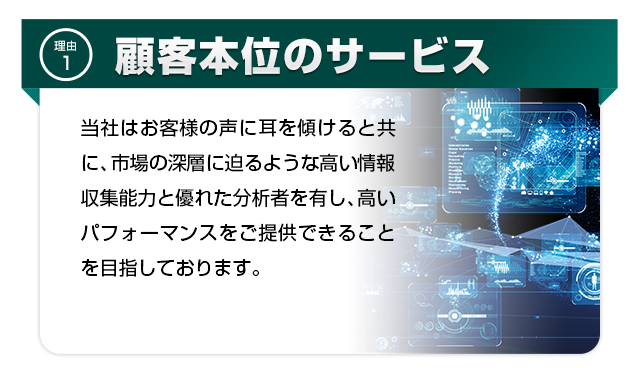 理由
1
顧客本位のサービス
当社はお客様の声に耳を傾けると共
に、市場の深層に迫るような高い情報
収集能力と優れた分析者を有し、高い
パフォーマンスをご提供できること
を目指しております。